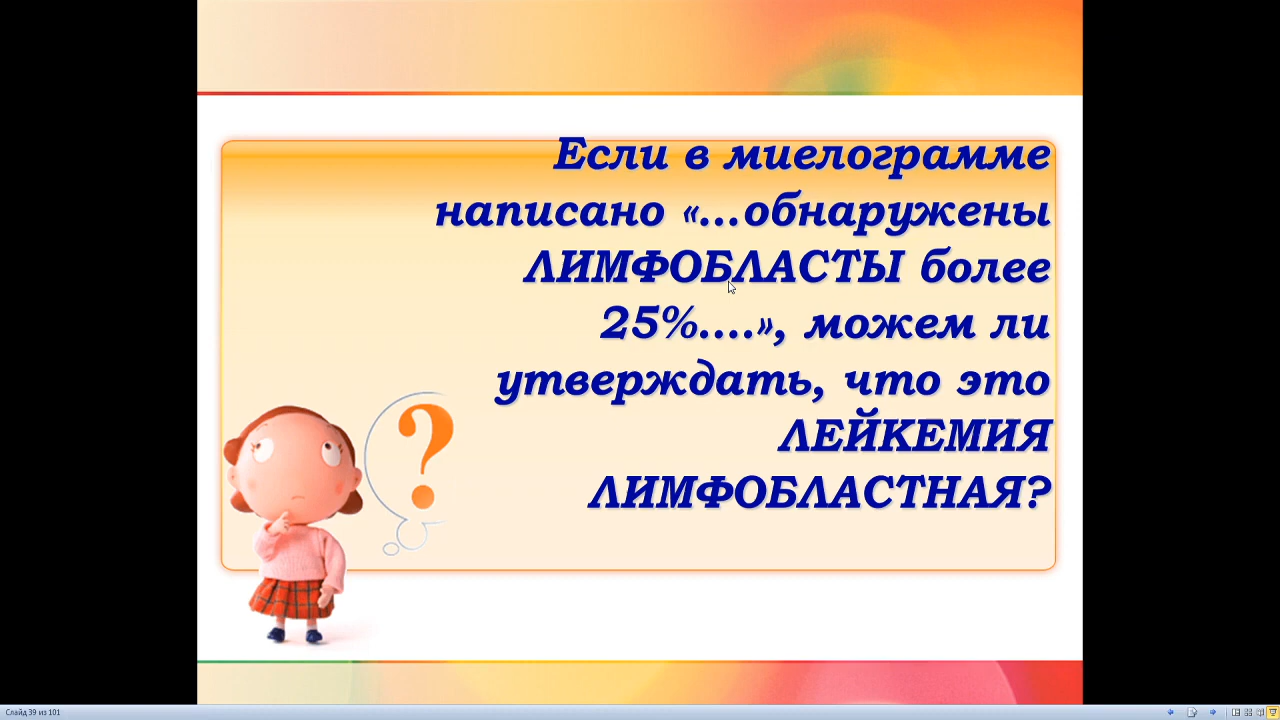 Если в миелограмме
написано «...обнаружены
ЛИМФОБЛАСТЫ более
25%....», можем ли
утверждать, что это
ЛЕЙКЕМИЯ
ЛИМФОБЛАСТНАЯ?
?
Слайд 39 из 101